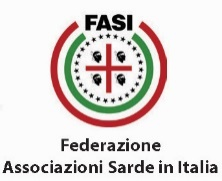 FASI
Federazione
Associazioni Sarde in Italia